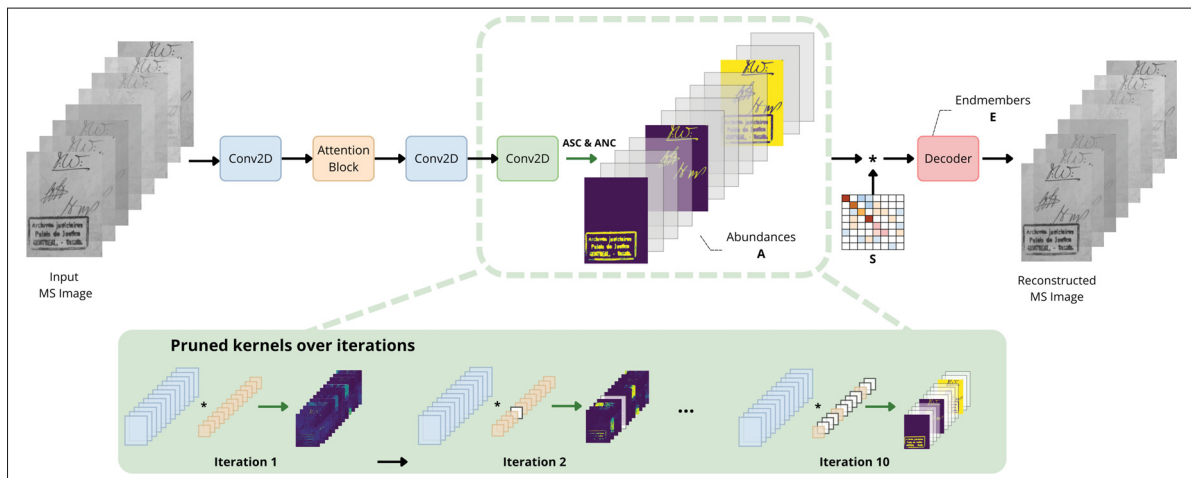 Input
MS Image
Conv2D
Attention
Block
Conv2D
Conv2D
ASC & ANC
Abundances
A
*
S
Endmembers
E
Decoder
Reconstructed
MS Image
Archives judiciaires
Palais de Justice
Pruned kernels over iterations
*
Iteration 1
*
Iteration 2
...
*
Iteration 10